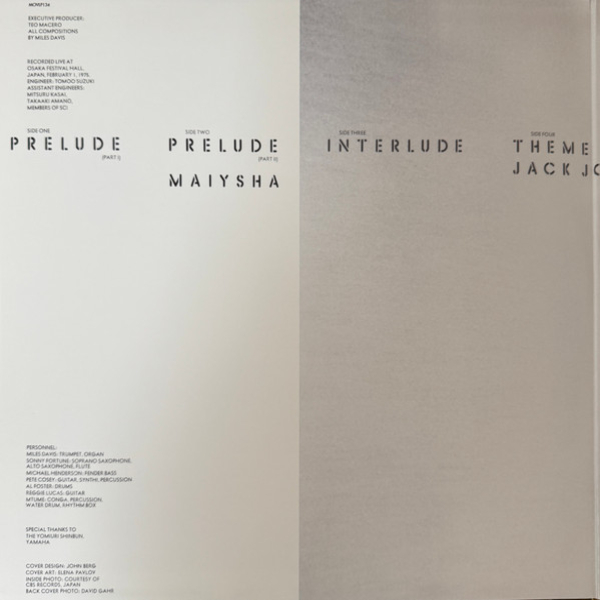 MOVLP136
EXECUTIVE PRODUCER:
TEO MACERO
ALL COMPOSITIONS
BY MILES DAVIS
RECORDED LIVE AT
OSAKA FESTIVAL HALL,
JAPAN, FEBRUARY 1, 1975.
ENGINEER: TOMOO SUZUKI
ASSISTANT ENGINEERS:
MITSURU KASAI,
TAKAAKI AMANO,
MEMBERS OF SCI
SIDE ONE
PRELUDE
(PART I)
SIDE TWO
PRELUDE
(PART II)
MAIYSHA
SIDE THREE
INTERLUDE
SIDE FOUR
THEME
JACK JO
PERSONNEL:
MILES DAVIS: TRUMPET, ORGAN
SONNY FORTUNE: SOPRANO SAXOPHONE,
ALTO SAXOPHONE, FLUTE
MICHAEL HENDERSON: FENDER BASS
PETE COSEY: GUITAR, SYNTHI, PERCUSSION
AL FOSTER: DRUMS
REGGIE LUCAS: GUITAR
MTUME: CONGA, PERCUSSION,
WATER DRUM, RHYTHM BOX
SPECIAL THANKS TO
THE YOMIURI SHINBUN,
YAMAHA
COVER DESIGN: JOHN BERG
COVER ART: ELENA PAVLOV
INSIDE PHOTO: COURTESY OF
CBS RECORDS, JAPAN
BACK COVER PHOTO: DAVID GAHR